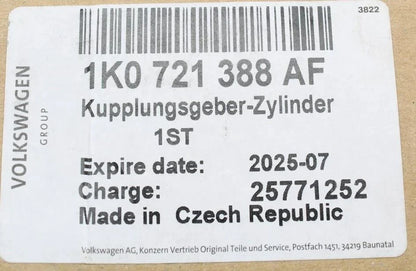 3822
VOLKSWAGEN
GROUP
1K0 721 388 AF
Kupplungsgeber-Zylinder
1ST
Expire date: 2025-07
Charge: 25771252
Made in Czech Republic
Volkswagen AG, Konzern Vertrieb Original Teile und Service, Postfach 1451, 34219 Baunatal